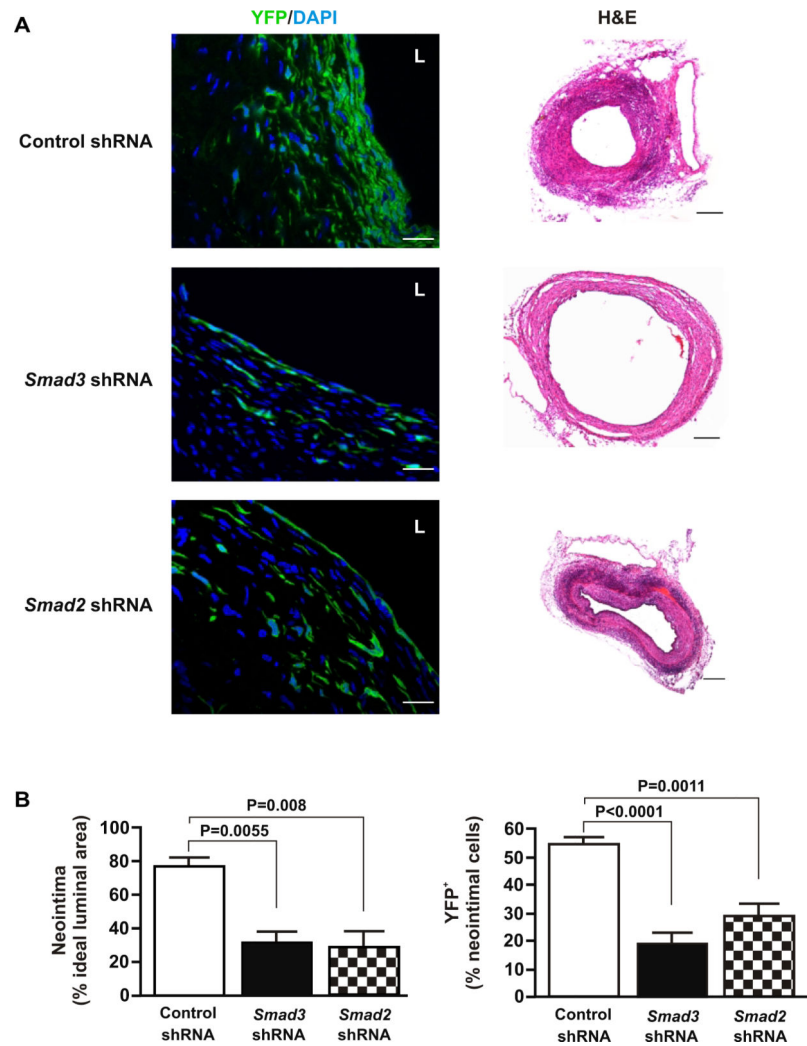 A
YFP/DAPI
H&E
Control shRNA
L
Smad3 shRNA
L
Smad2 shRNA
L
B
Neointima
(% ideal luminal area)
100
80
60
40
20
0
P=0.008
P=0.0055
Control
shRNA
Smad3
shRNA
Smad2
shRNA
YFP+
(% neointimal cells)
60
50
40
30
20
10
0
P=0.0011
P<0.0001
Control
shRNA
Smad3
shRNA
Smad2
shRNA